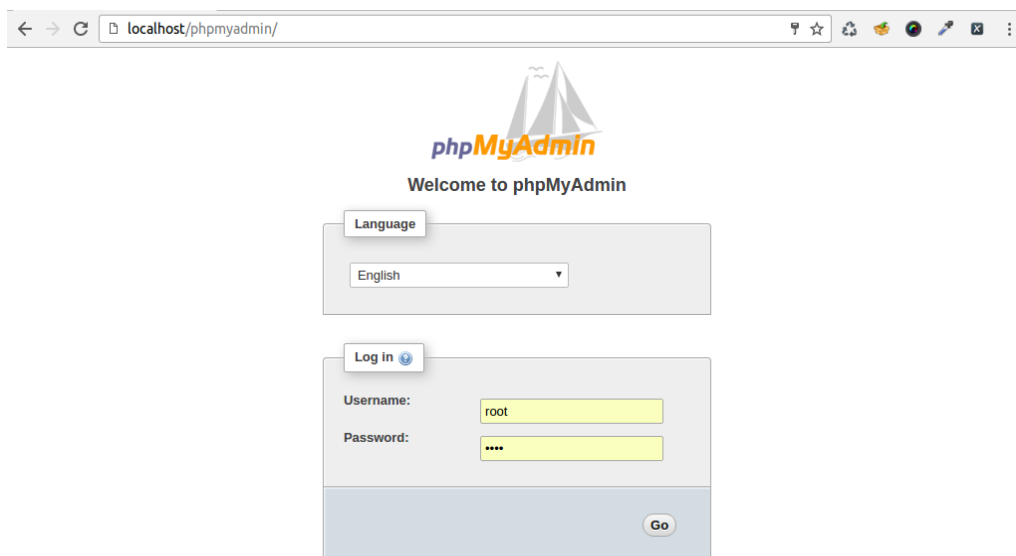 localhost/phpmyadmin/
phpMyAdmin
Welcome to phpMyAdmin
Language
English
Log in
Username:
root
Password:
••••
Go